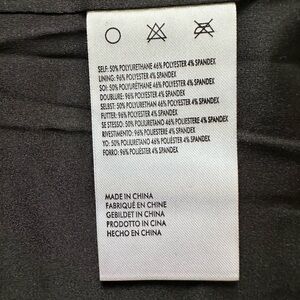 SELF: 50% POLYURETHANE 46% POLYESTER 4% SPANDEX
LINING: 96% POLYESTER 4% SPANDEX
SOI: 50% POLYURETHANE 46% POLYESTER 4% SPANDEX
DOUBLURE: 96% POLYESTER 4% SPANDEX
SELBST: 50% POLYURETHAN 46% POLYESTER 4% SPANDEX
FUTTER: 96% POLYESTER 4% SPANDEX
SE STESSO: 50% POLIURETANO 46% POLIESTERE 4% SPANDEX
RIVESTIMENTO: 96% POLIESTERE 4% SPANDEX
YO: 50% POLIURETANO 46% POLIÉSTER 4% SPANDEX
FORRO: 96% POLIÉSTER 4% SPANDEX
MADE IN CHINA
FABRIQUÉ EN CHINE
GEBILDET IN CHINA
PRODOTTO IN CINA
HECHO EN CHINA